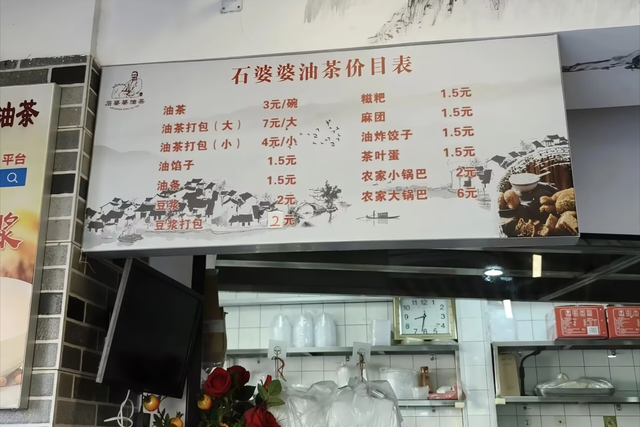 石婆婆油茶价目表
石婆婆油茶
油茶 3元/碗
油茶打包（大） 7元/大
油茶打包（小） 4元/小
油馅子 1.5元
油条 1.5元
豆浆 2元
豆浆打包 2元
糍粑 1.5元
麻团 1.5元
油炸饺子 1.5元
茶叶蛋 1.5元
农家小锅巴 2元
农家大锅巴 6元
油茶
平台
浆